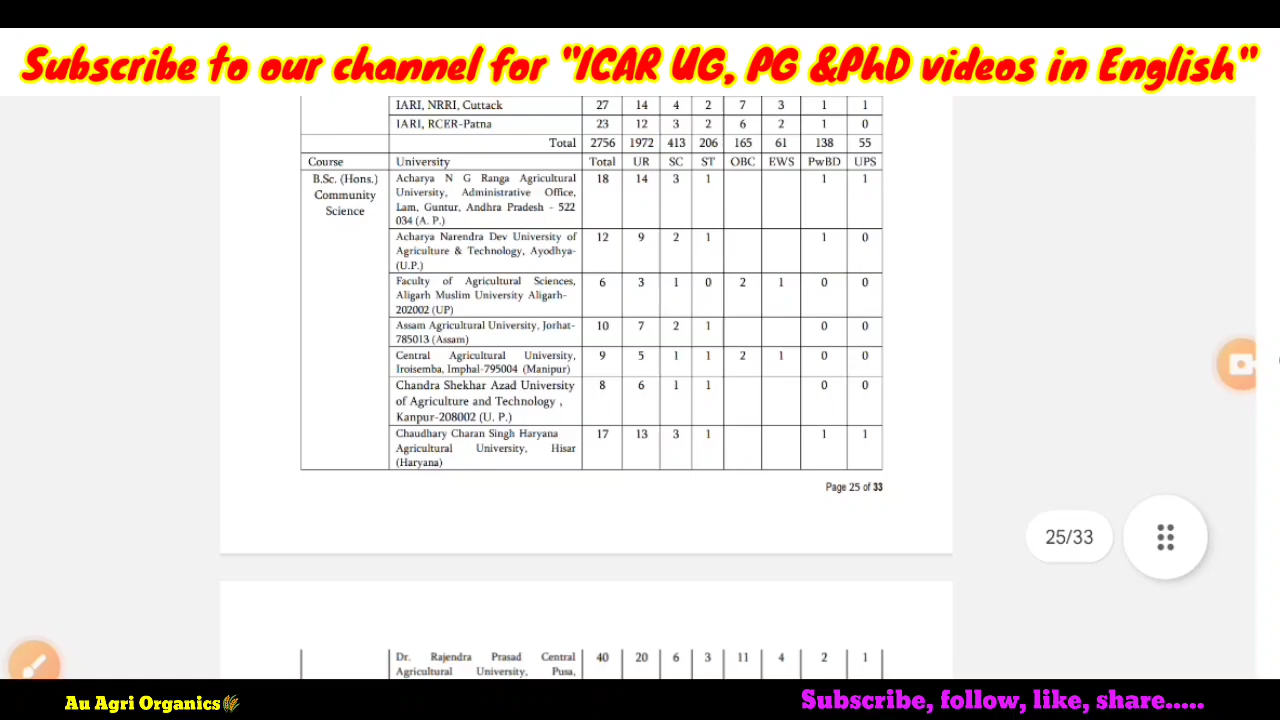 Subscribe to our channel for "ICAR UG, PG &PhD videos in English"
IARI, NRRI, Cuttack 27 14 4 2 7 3 1 1
IARI, RCER-Patna 23 12 3 2 6 2 1 0
Total 2756 1972 413 206 165 61 138 55
Course University Total UR SC ST OBC EWS PwBD UPS
B.Sc. (Hons.) Acharya N G Ranga Agricultural 18 14 3 1 1 1
Community University, Administrative Office,
Science Lam, Guntur, Andhra Pradesh - 522
034 (A. P.)
Acharya Narendra Dev University of 12 9 2 1 1 0
Agriculture & Technology, Ayodhya-
(U.P.)
Faculty of Agricultural Sciences, 6 3 1 0 2 1 0 0
Aligarh Muslim University Aligarh-
202002 (UP)
Assam Agricultural University, Jorhat- 10 7 2 1 0 0
785013 (Assam)
Central Agricultural University, 9 5 1 1 2 1 0 0
Iroisemba, Imphal-795004 (Manipur)
Chandra Shekhar Azad University 8 6 1 1 0 0
of Agriculture and Technology ,
Kanpur-208002 (U. P.)
Chaudhary Charan Singh Haryana 17 13 3 1 1 1
Agricultural University, Hisar
(Haryana)
Page 25 of 33
25/33
Dr. Rajendra Prasad Central 40 20 6 3 11 4 2 1
Agricultural University, Pusa,
Au Agri Organics
Subscribe, follow, like, share.....